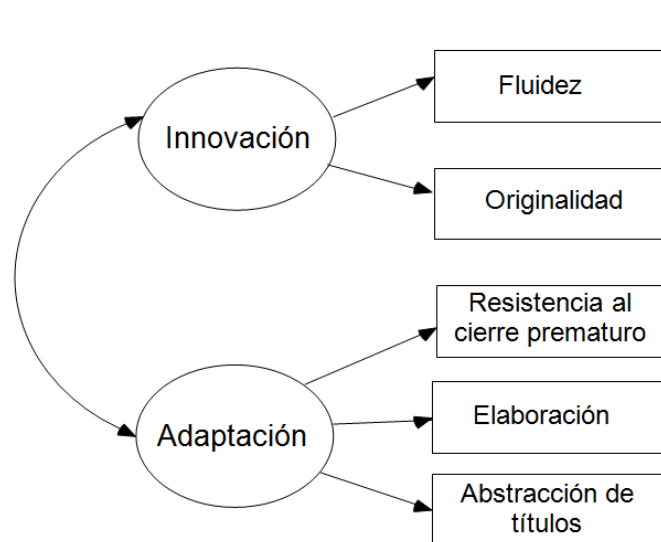 Fluidez
Innovación
Originalidad
Resistencia al
cierre prematuro
Elaboración
Adaptación
Abstracción de
títulos